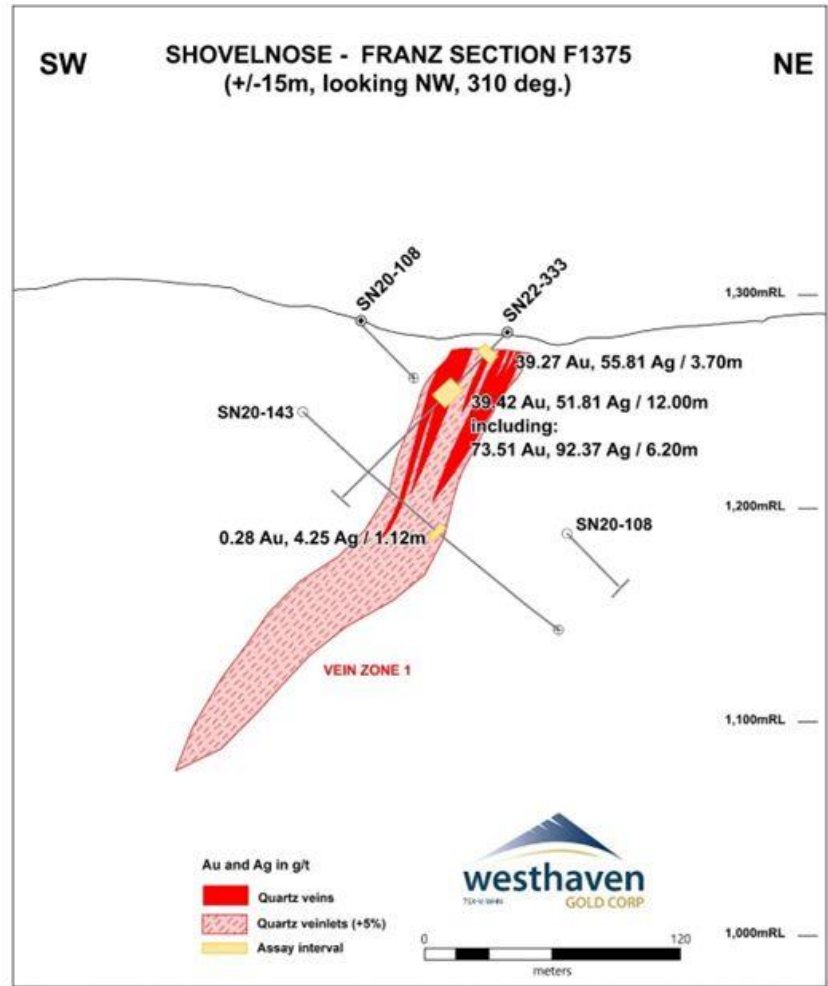 SW
SHOVELNOSE - FRANZ SECTION F1375
NE
(+/-15m, looking NW, 310 deg.)
SN20-108
SN22-333
1,300mRL
39.27 Au, 55.81 Ag / 3.70m
SN20-143
39.42 Au, 51.81 Ag / 12.00m
including:
73.51 Au, 92.37 Ag / 6.20m
1,200mRL
SN20-108
0.28 Au, 4.25 Ag / 1.12m
VEIN ZONE 1
1,100mRL
Au and Ag in g/t
Quartz veins
Quartz veinlets (+5%)
Assay interval
westhaven
TSX-V:WHN
GOLD CORP
1,000mRL
0
120
meters